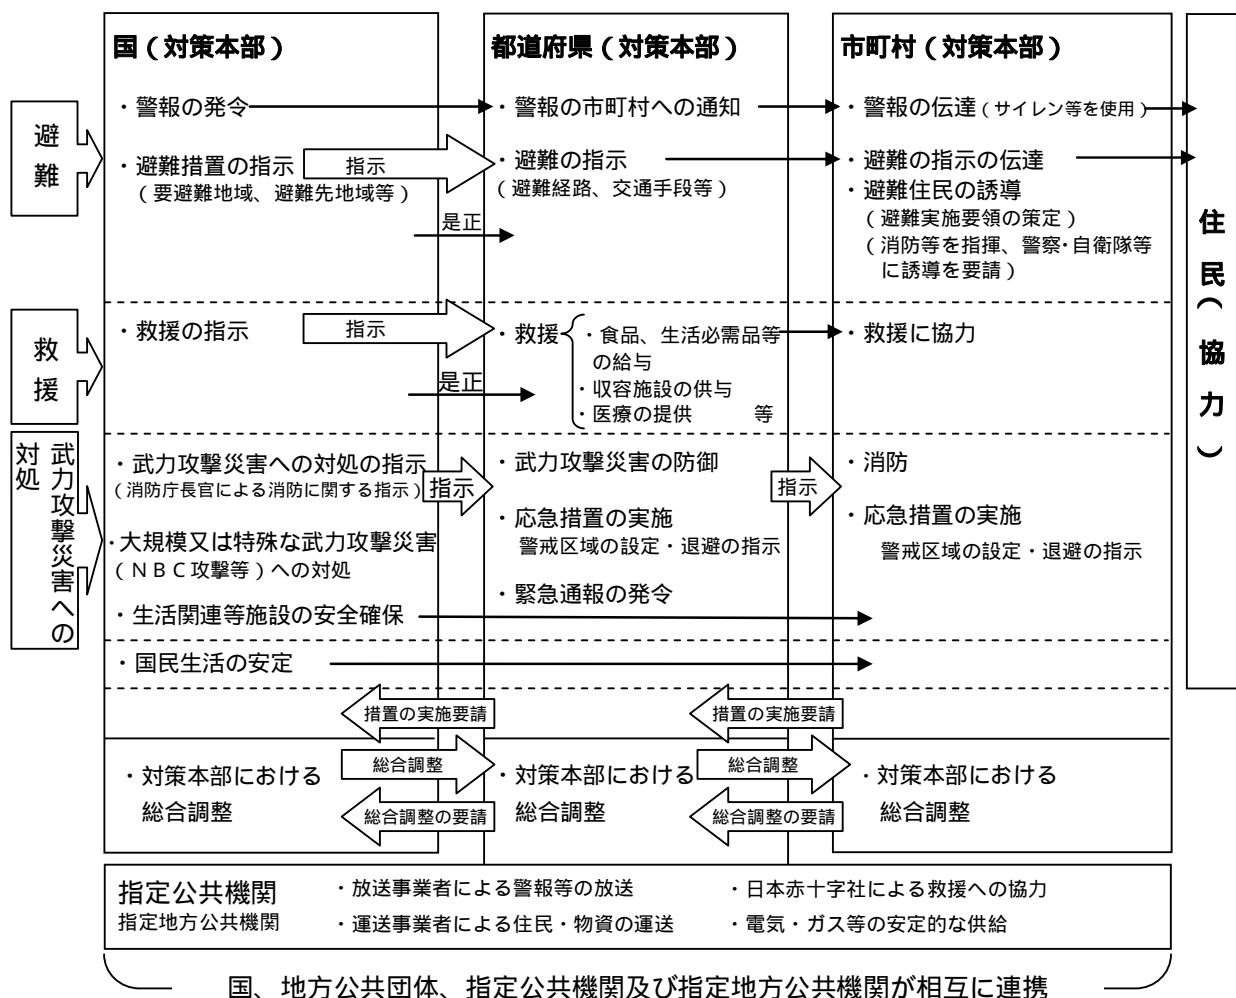 国（対策本部）
都道府県（対策本部）
市町村（対策本部）
避難
・警報の発令
・警報の市町村への通知
・警報の伝達（サイレン等を使用）
・避難措置の指示
（要避難地域、避難先地域等）
指示
・避難の指示
（避難経路、交通手段等）
・避難の指示の伝達
・避難住民の誘導
（避難実施要領の策定）
（消防等を指揮、警察・自衛隊等
に誘導を要請）
是正
救援
・救援の指示
指示
・救援
・食品、生活必需品等
の給与
・収容施設の供与
・医療の提供　　　等
・救援に協力
是正
武力攻撃災害への
対処
・武力攻撃災害への対処の指示
（消防庁長官による消防に関する指示）
指示
・武力攻撃災害の防御
指示
・消防
・大規模又は特殊な武力攻撃災害
（ＮＢＣ攻撃等）への対処
・応急措置の実施
警戒区域の設定・退避の指示
・応急措置の実施
警戒区域の設定・退避の指示
・緊急通報の発令
・生活関連等施設の安全確保
・国民生活の安定
措置の実施要請
措置の実施要請
・対策本部における
総合調整
総合調整
総合調整の要請
・対策本部における
総合調整
総合調整
総合調整の要請
・対策本部における
総合調整
住民（協力）
指定公共機関
指定地方公共機関
・放送事業者による警報等の放送
・日本赤十字社による救援への協力
・運送事業者による住民・物資の運送
・電気・ガス等の安定的な供給
国、地方公共団体、指定公共機関及び指定地方公共機関が相互に連携